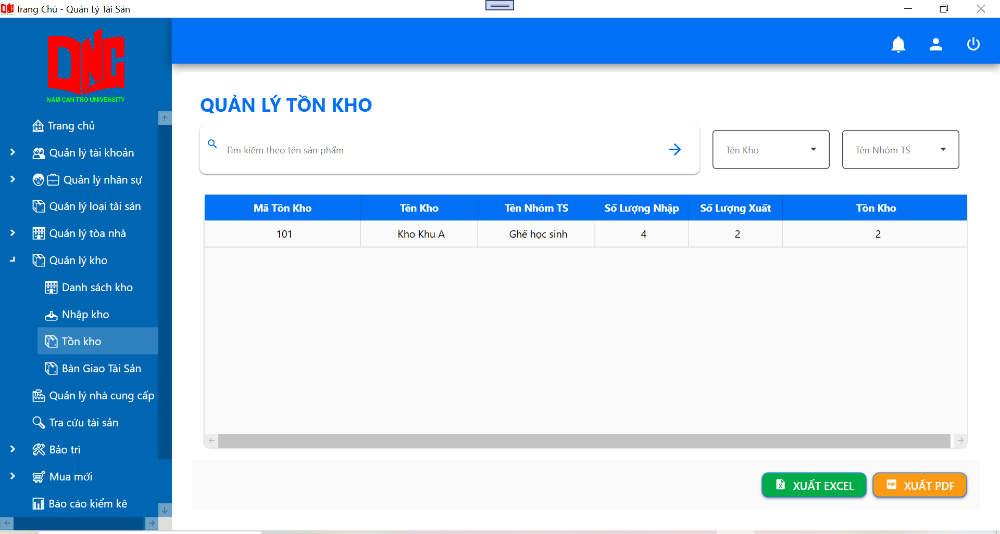 Trang Chủ - Quản Lý Tài Sản
DNC
NAM CAN THO UNIVERSITY
Trang chủ
Quản lý tài khoản
Quản lý nhân sự
Quản lý loại tài sản
Quản lý tòa nhà
Quản lý kho
Danh sách kho
Nhập kho
Tồn kho
Bàn Giao Tài Sản
Quản lý nhà cung cấp
Tra cứu tài sản
Bảo trì
Mua mới
Báo cáo kiểm kê
QUẢN LÝ TỒN KHO
Tìm kiếm theo tên sản phẩm
Tên Kho
Tên Nhóm TS
Mã Tồn Kho Tên Kho Tên Nhóm TS Số Lượng Nhập Số Lượng Xuất Tồn Kho
101 Kho Khu A Ghế học sinh 4 2 2
XUẤT EXCEL
PDF XUẤT PDF